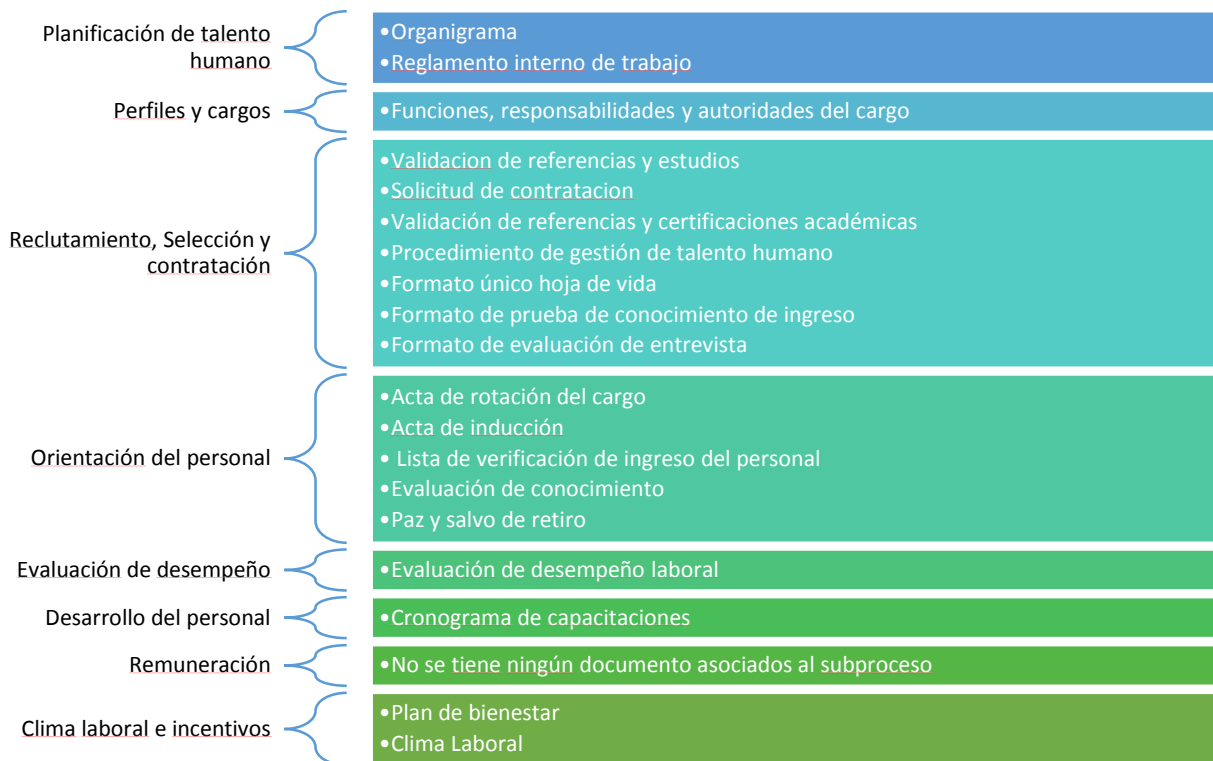 Planificación de talento
humano
•Organigrama
•Reglamento interno de trabajo
Perfiles y cargos
•Funciones, responsabilidades y autoridades del cargo
Reclutamiento, Selección y
contratación
•Validacion de referencias y estudios
•Solicitud de contratacion
•Validación de referencias y certificaciones académicas
•Procedimiento de gestión de talento humano
•Formato único hoja de vida
•Formato de prueba de conocimiento de ingreso
•Formato de evaluación de entrevista
Orientación del personal
•Acta de rotación del cargo
•Acta de inducción
• Lista de verificación de ingreso del personal
•Evaluación de conocimiento
•Paz y salvo de retiro
Evaluación de desempeño
•Evaluación de desempeño laboral
Desarrollo del personal
•Cronograma de capacitaciones
Remuneración
•No se tiene ningún documento asociados al subproceso
Clima laboral e incentivos
•Plan de bienestar
•Clima Laboral